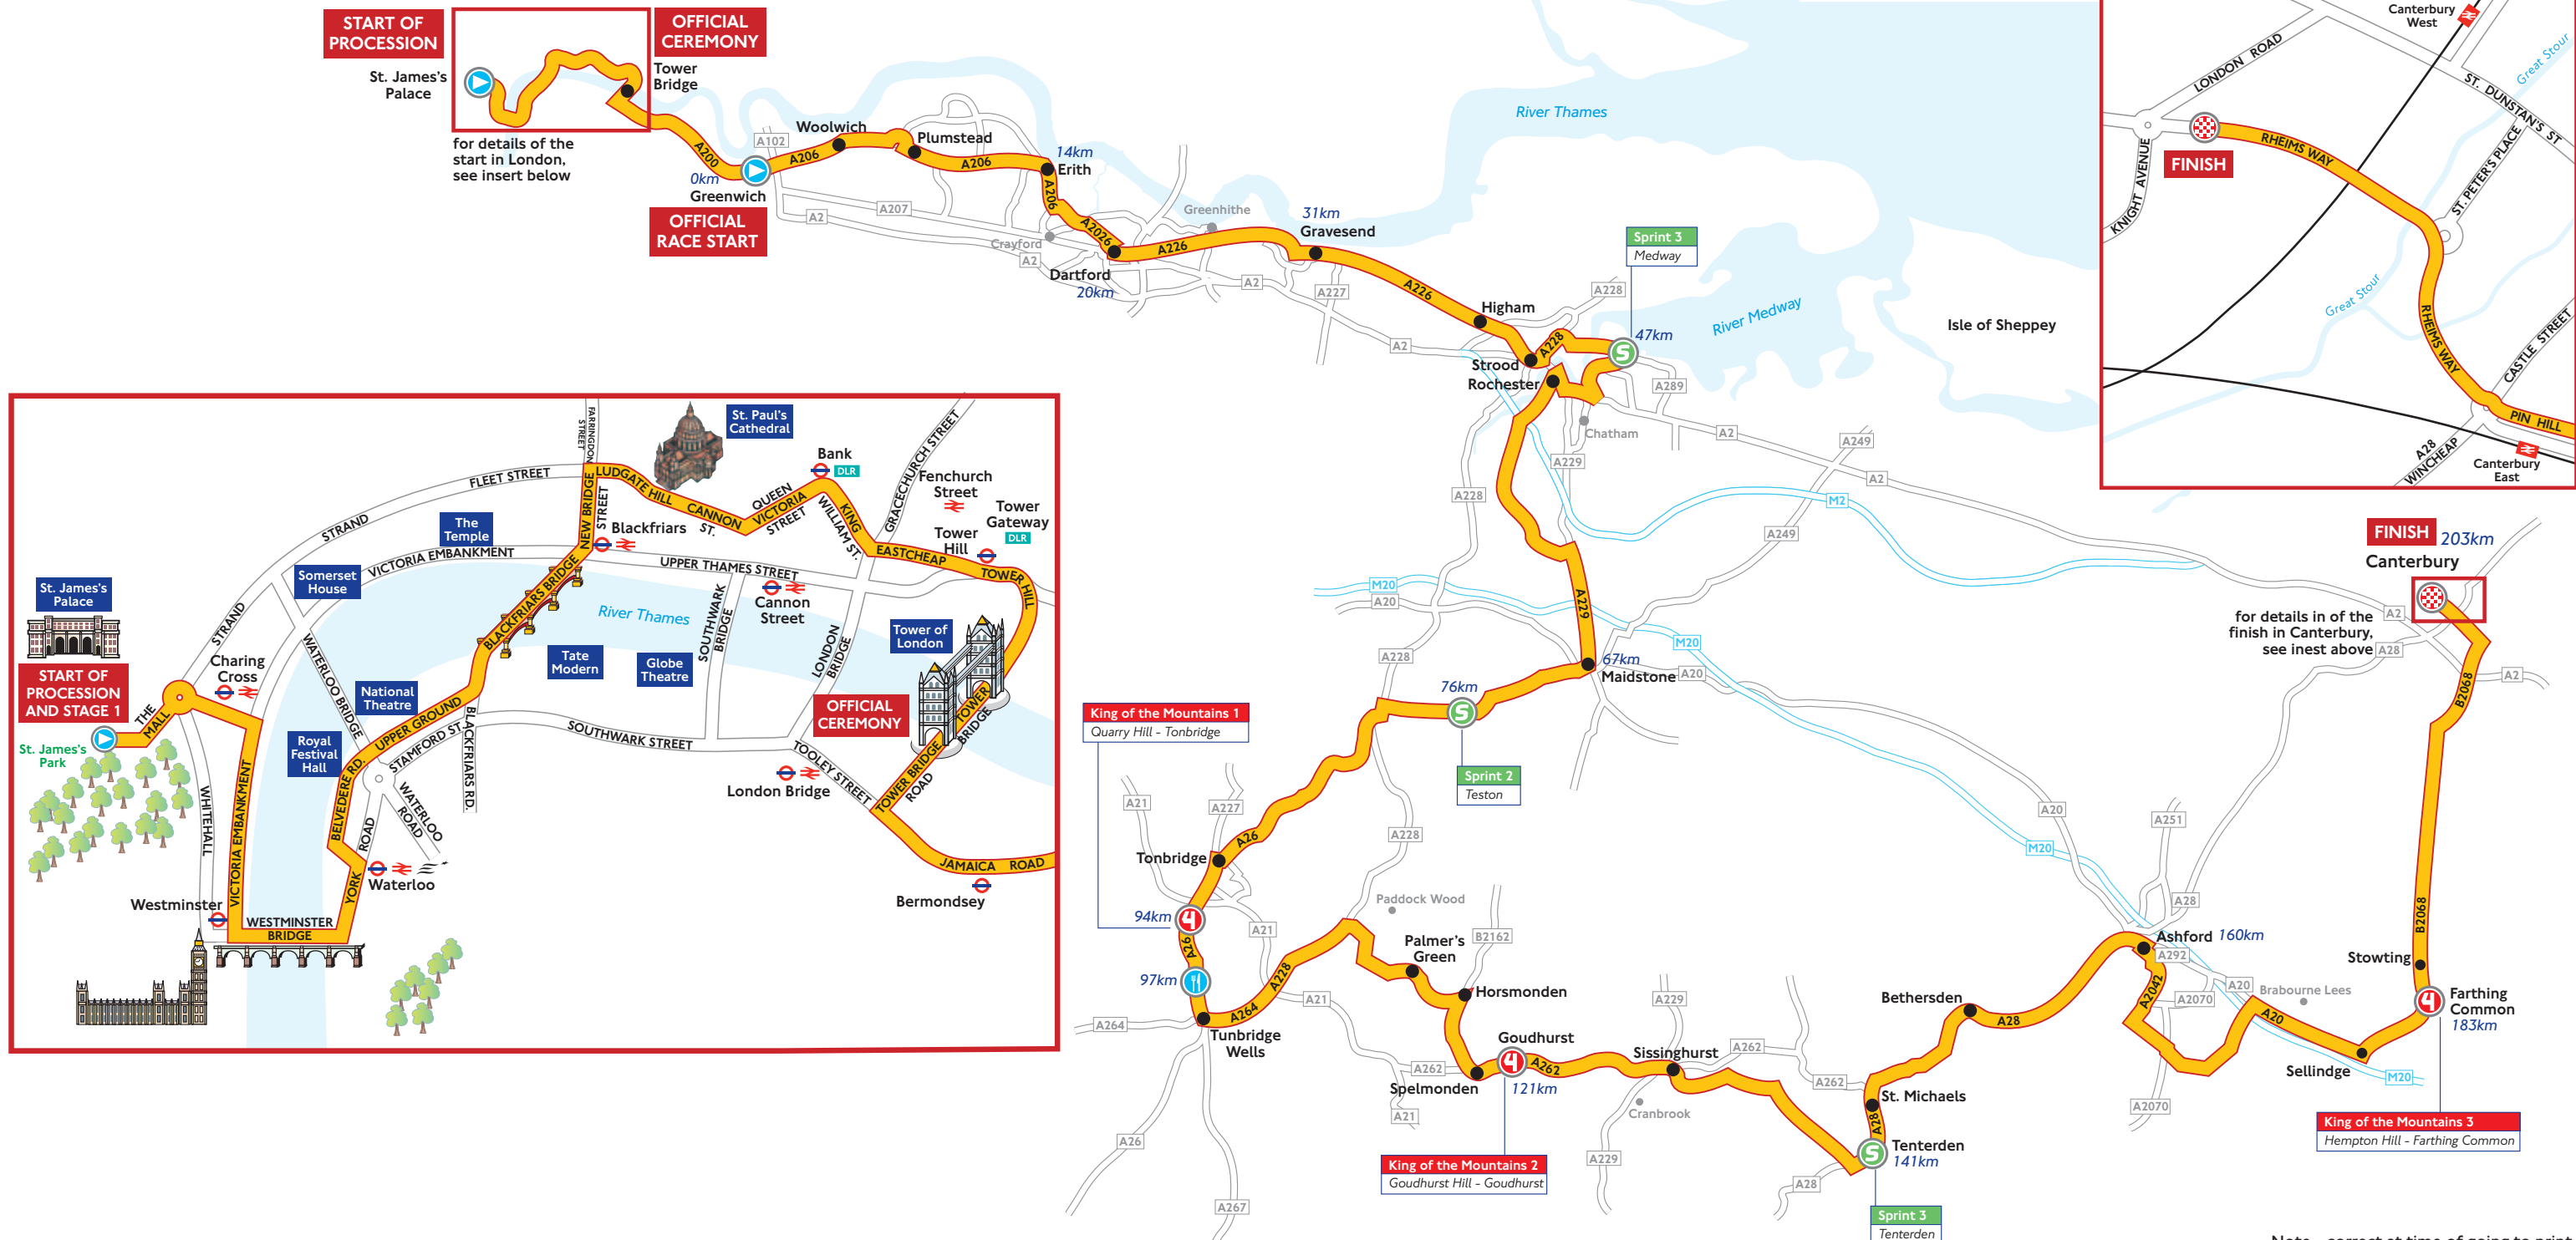 START OF
PROCESSION
St. James's
Palace
OFFICIAL
CEREMONY
Tower
Bridge
for details of the
start in London,
see insert below
A200
0km
Greenwich
OFFICIAL
RACE START
A102
A206
Woolwich
Plumstead
A206
14km
Erith
A206
A207
A2
Crayford
A2
A2026
Dartford
20km
A226
Greenhithe
31km
Gravesend
A2
A227
A226
River Thames
Higham
A228
A2
Strood
Rochester
A228
Sprint 3
Medway
47km
River Medway
A289
Isle of Sheppey
Chatham
A2
A249
A2
A229
A228
M2
A249
M20
A20
A229
M20
A228
67km
Maidstone
A20
76km
Sprint 2
Teston
King of the Mountains 1
Quarry Hill - Tonbridge
A21
A227
A26
A228
Tonbridge
94km
A26
97km
A21
Paddock Wood
B2162
Palmer's
Green
Horsmonden
A264
A264
A228
A21
Tunbridge
Wells
A262
Spelmonden
Goudhurst
A262
121km
A21
A26
A267
King of the Mountains 2
Goudhurst Hill - Goudhurst
Sissinghurst
A229
A262
Cranbrook
A229
A262
St. Michaels
A28
Tenterden
141km
A28
Sprint 3
Tenterden
Bethersden
A28
Ashford
160km
A292
A2042
A2070
A20
A28
A251
A20
M20
Brabourne Lees
A20
Sellindge
M20
A2070
Stowting
Farthing
Common
183km
King of the Mountains 3
Hempton Hill - Farthing Common
B2068
B2068
A2
A28
A2
for details in of the
finish in Canterbury,
see inest above
FINISH
203km
Canterbury
Canterbury
West
LONDON ROAD
Great Stour
ST. DUNSTAN'S ST
ST. PETER'S PLACE
RHEIMS WAY
FINISH
KNIGHT AVENUE
Great Stour
RHEIMS WAY
CASTLE STREET
PIN HILL
A28
WINCHEAP
Canterbury
East
St. James's
Palace
START OF
PROCESSION
AND STAGE 1
St. James's
Park
THE
MALL
Charing
Cross
STRAND
STRAND
FLEET STREET
FARRINGDON
STREET
St. Paul's
Cathedral
Bank
DLR
GRACECHURCH STREET
Fenchurch
Street
Tower
Gateway
DLR
Tower
Hill
The
Temple
Somerset
House
VICTORIA EMBANKMENT
NEW BRIDGE
STREET
LUDGATE HILL
CANNON
ST.
QUEEN
VICTORIA
STREET
KING
WILLIAM ST.
EASTCHEAP
TOWER HILL
Blackfriars
UPPER THAMES STREET
Cannon
Street
BLACKFRIARS BRIDGE
River Thames
SOUTHWARK
BRIDGE
LONDON
BRIDGE
Tower of
London
Tate
Modern
Globe
Theatre
National
Theatre
WATERLOO BRIDGE
Royal
Festival
Hall
UPPER GROUND
STAMFORD ST.
BLACKFRIARS RD.
SOUTHWARK STREET
OFFICIAL
CEREMONY
TOWER
BRIDGE
TOOLEY STREET
London Bridge
TOWER BRIDGE
ROAD
WHITEHALL
VICTORIA EMBANKMENT
BELVEDERE RD.
YORK
ROAD
WATERLOO
ROAD
Waterloo
Westminster
WESTMINSTER
BRIDGE
JAMAICA ROAD
Bermondsey